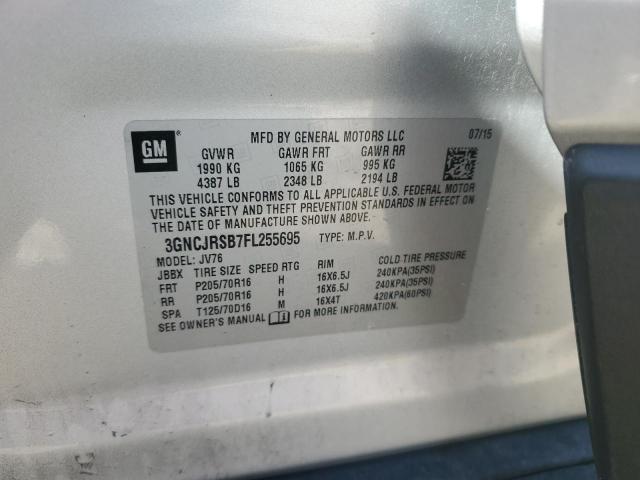 GM
MFD BY GENERAL MOTORS LLC 07/15
GVWR GAWR FRT GAWR RR
1990 KG 1065 KG 995 KG
4387 LB 2348 LB 2194 LB
THIS VEHICLE CONFORMS TO ALL APPLICABLE U.S. FEDERAL MOTOR
VEHICLE SAFETY AND THEFT PREVENTION STANDARDS IN EFFECT ON
THE DATE OF MANUFACTURE SHOWN ABOVE.
3GNCJRSB7FL255695 TYPE: M.P.V.
MODEL: JV76
JBBX TIRE SIZE SPEED RTG RIM COLD TIRE PRESSURE
FRT P205/70R16 H 16X6.5J 240KPA(35PSI)
RR P205/70R16 H 16X6.5J 240KPA(35PSI)
SPA T125/70D16 M 16X4T 420KPA(60PSI)
SEE OWNER'S MANUAL FOR MORE INFORMATION.